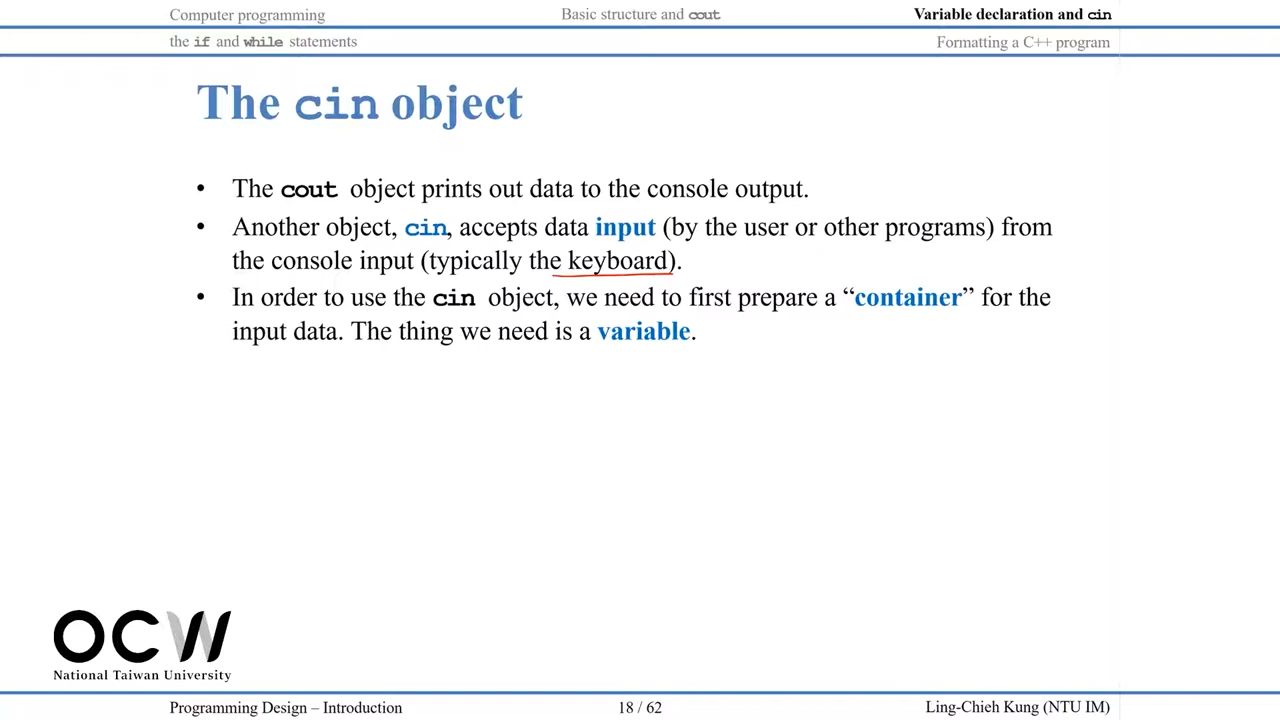 Computer programming Basic structure and cout Variable declaration and cin
the if and while statements Formatting a C++ program
The cin object
• The cout object prints out data to the console output.
• Another object, cin, accepts data input (by the user or other programs) from
the console input (typically the keyboard).
• In order to use the cin object, we need to first prepare a “container” for the
input data. The thing we need is a variable.
OCW
National Taiwan University
Programming Design – Introduction 18 / 62 Ling-Chieh Kung (NTU IM)